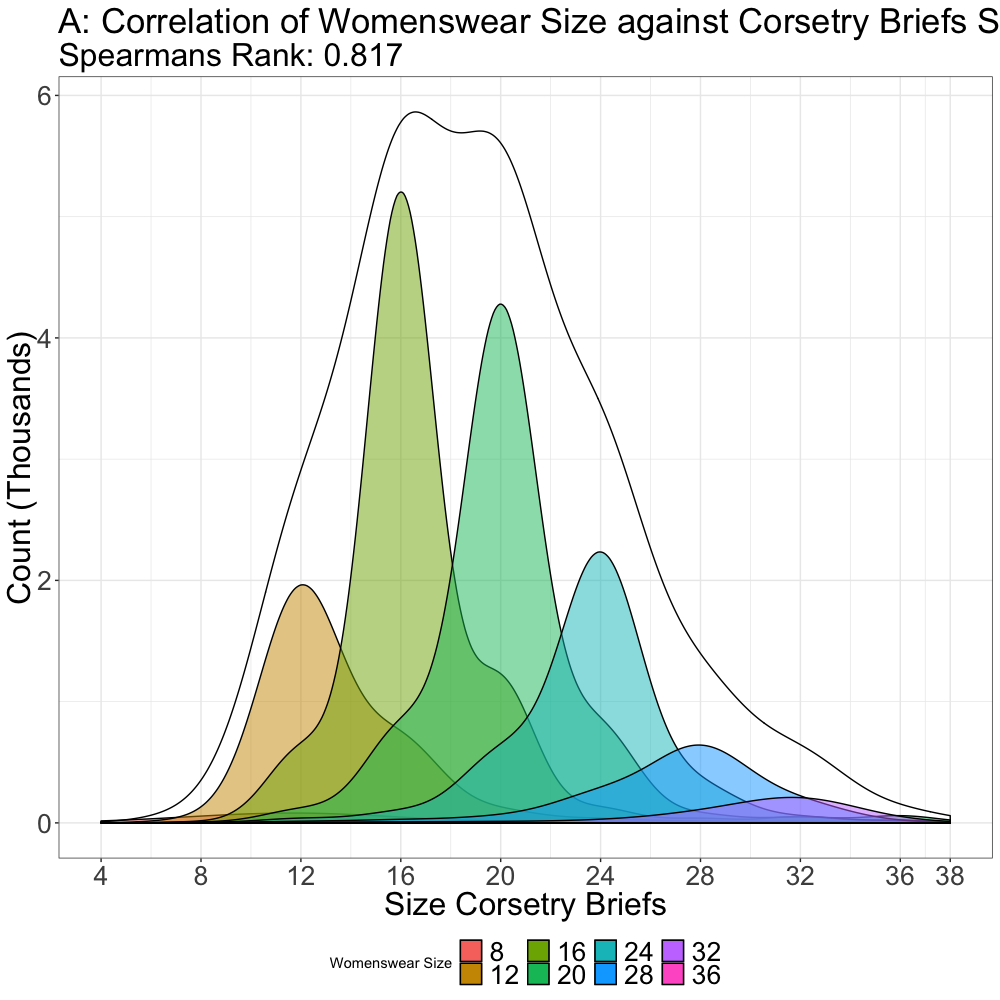 A: Correlation of Womenswear Size against Corsetry Briefs S
Spearmans Rank: 0.817
Count (Thousands)
6
4
2
0
4 8 12 16 20 24 28 32 36 38
Size Corsetry Briefs
Womenswear Size
8 16 24 32
12 20 28 36